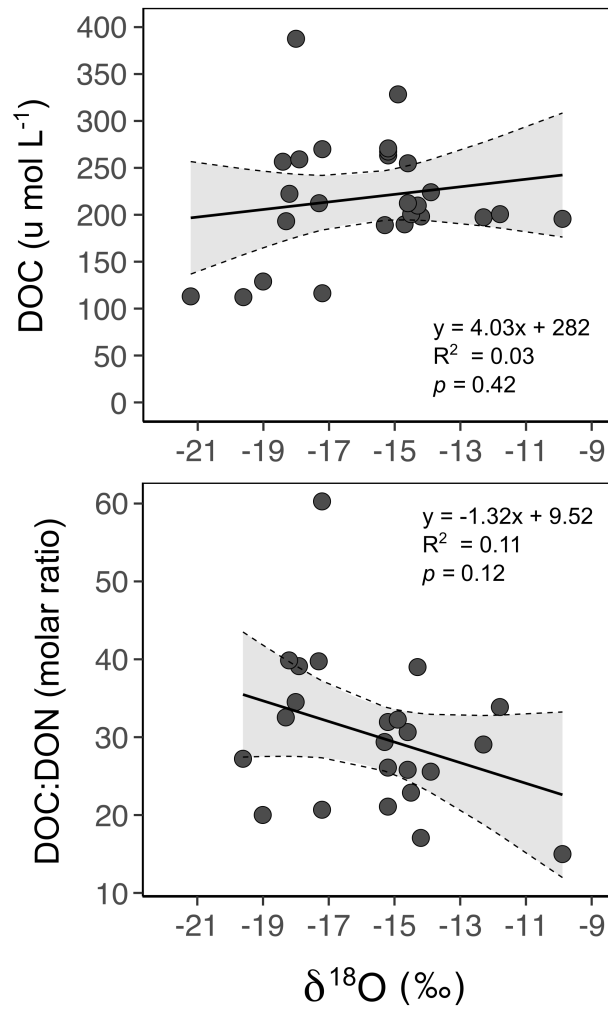 DOC (u mol L⁻¹)
400
350
300
250
200
150
100
50
0
y = 4.03x + 282
R² = 0.03
p = 0.42
-21 -19 -17 -15 -13 -11 -9
DOC:DON (molar ratio)
60
50
40
30
20
10
y = -1.32x + 9.52
R² = 0.11
p = 0.12
-21 -19 -17 -15 -13 -11 -9
δ¹⁸O (‰)